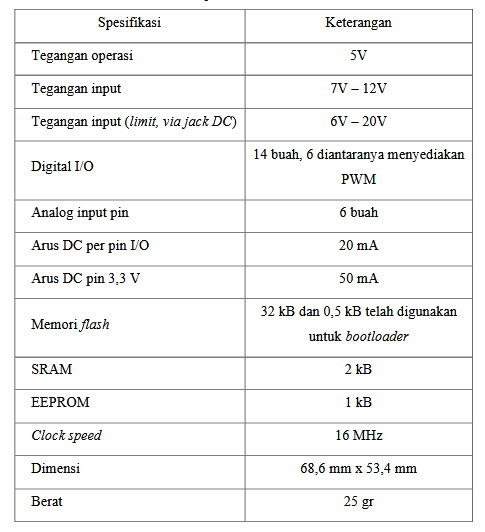 Spesifikasi Keterangan
Tegangan operasi 5V
Tegangan input 7V – 12V
Tegangan input (limit, via jack DC) 6V – 20V
Digital I/O 14 buah, 6 diantaranya menyediakan
PWM
Analog input pin 6 buah
Arus DC per pin I/O 20 mA
Arus DC pin 3,3 V 50 mA
Memori flash 32 kB dan 0,5 kB telah digunakan
untuk bootloader
SRAM 2 kB
EEPROM 1 kB
Clock speed 16 MHz
Dimensi 68,6 mm x 53,4 mm
Berat 25 gr